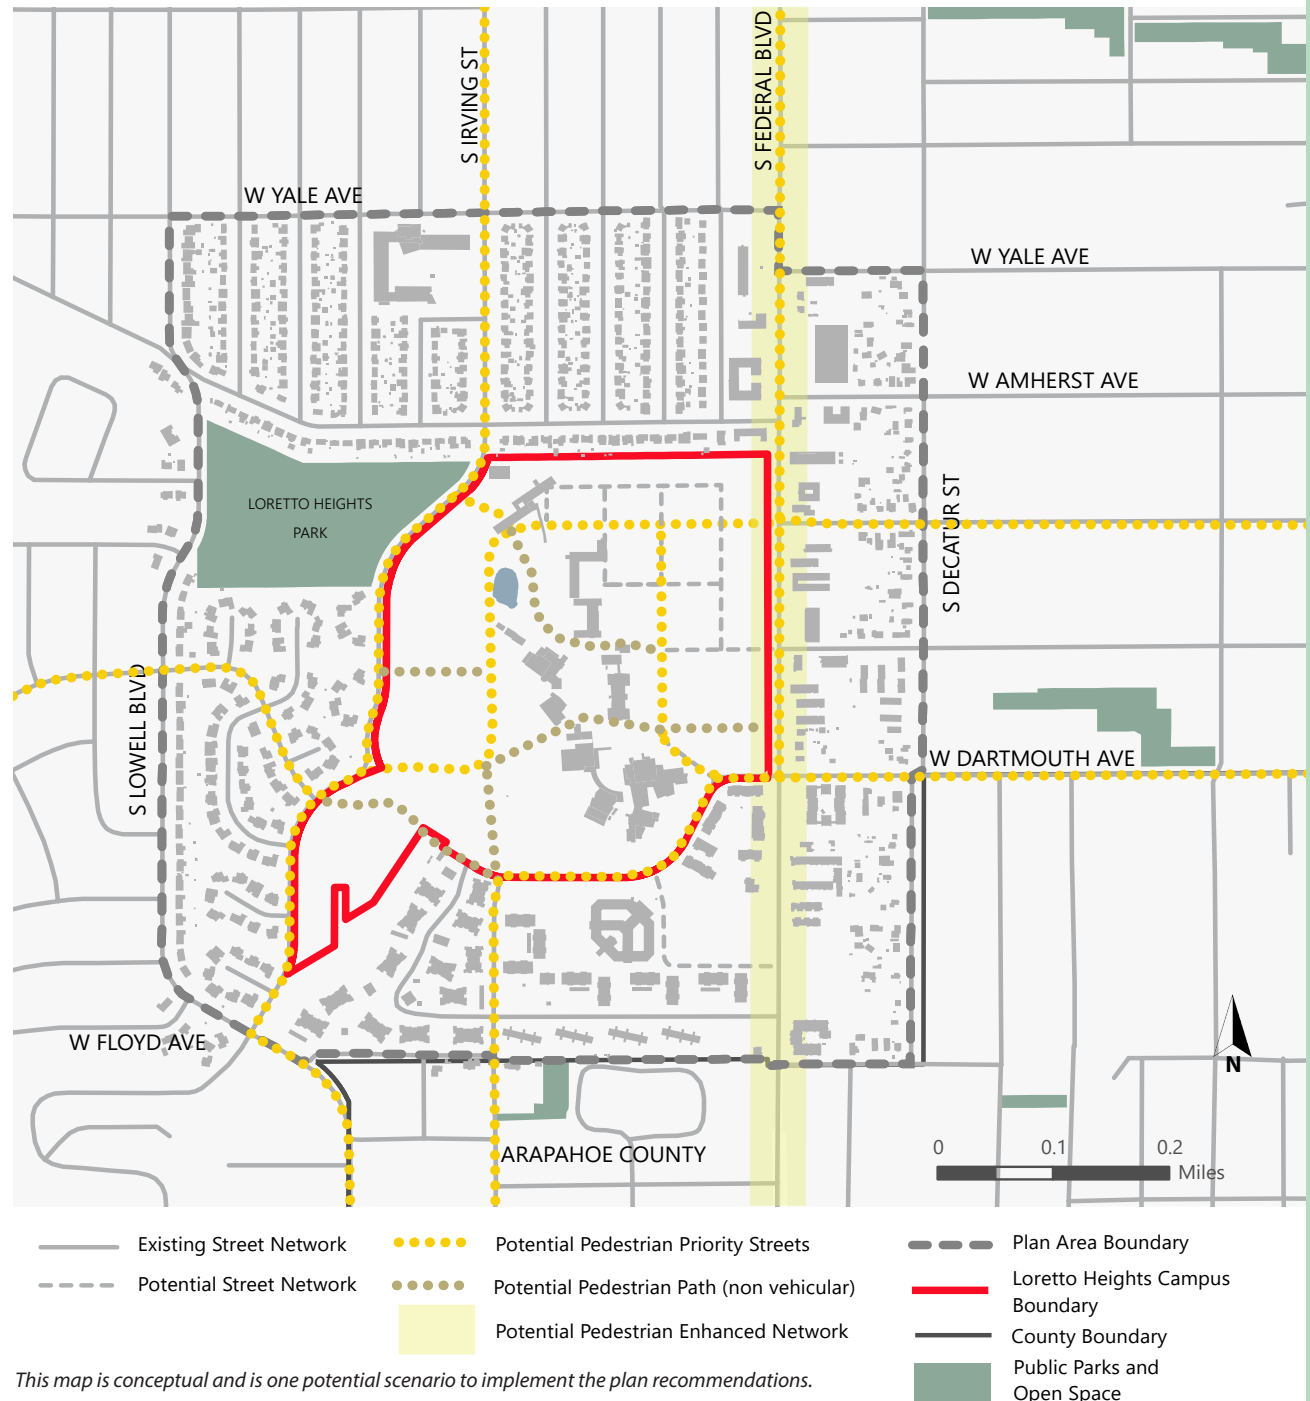 S IRVING ST
S FEDERAL BLVD
W YALE AVE
W YALE AVE
W AMHERST AVE
LORETTO HEIGHTS
PARK
S DECATUR ST
S LOWELL BLVD
W DARTMOUTH AVE
W FLOYD AVE
N
ARAPAHOE COUNTY
0 0.1 0.2
Miles
Existing Street Network
Potential Street Network
Potential Pedestrian Priority Streets
Potential Pedestrian Path (non vehicular)
Potential Pedestrian Enhanced Network
Plan Area Boundary
Loretto Heights Campus
Boundary
County Boundary
Public Parks and
Open Space
This map is conceptual and is one potential scenario to implement the plan recommendations.